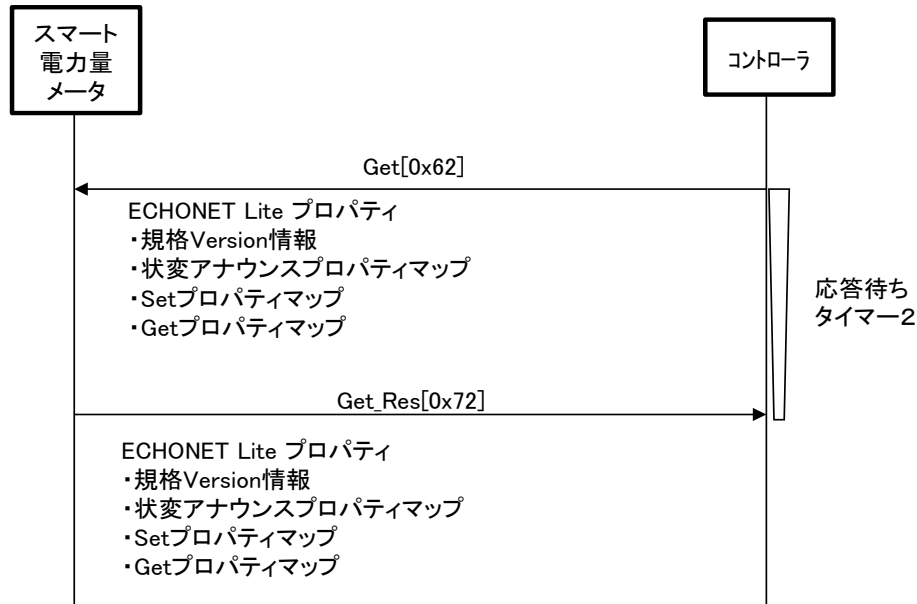 スマート
電力量
メータ
コントローラ
Get[0x62]
ECHONET Lite プロパティ
・規格Version情報
・状変アナウンスプロパティマップ
・Setプロパティマップ
・Getプロパティマップ
応答待ち
タイマー2
Get_Res[0x72]
ECHONET Lite プロパティ
・規格Version情報
・状変アナウンスプロパティマップ
・Setプロパティマップ
・Getプロパティマップ